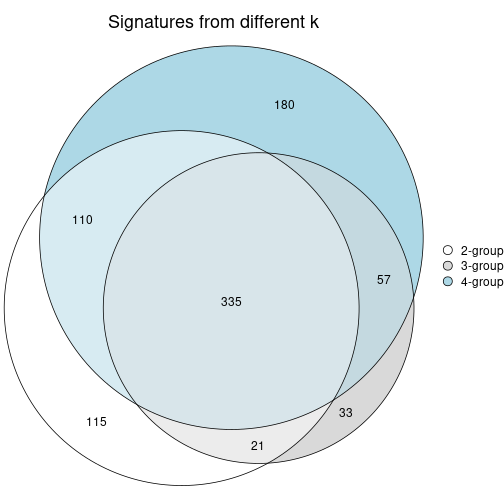 Signatures from different k
180
110
57
335
33
115
21
2-group
3-group
4-group